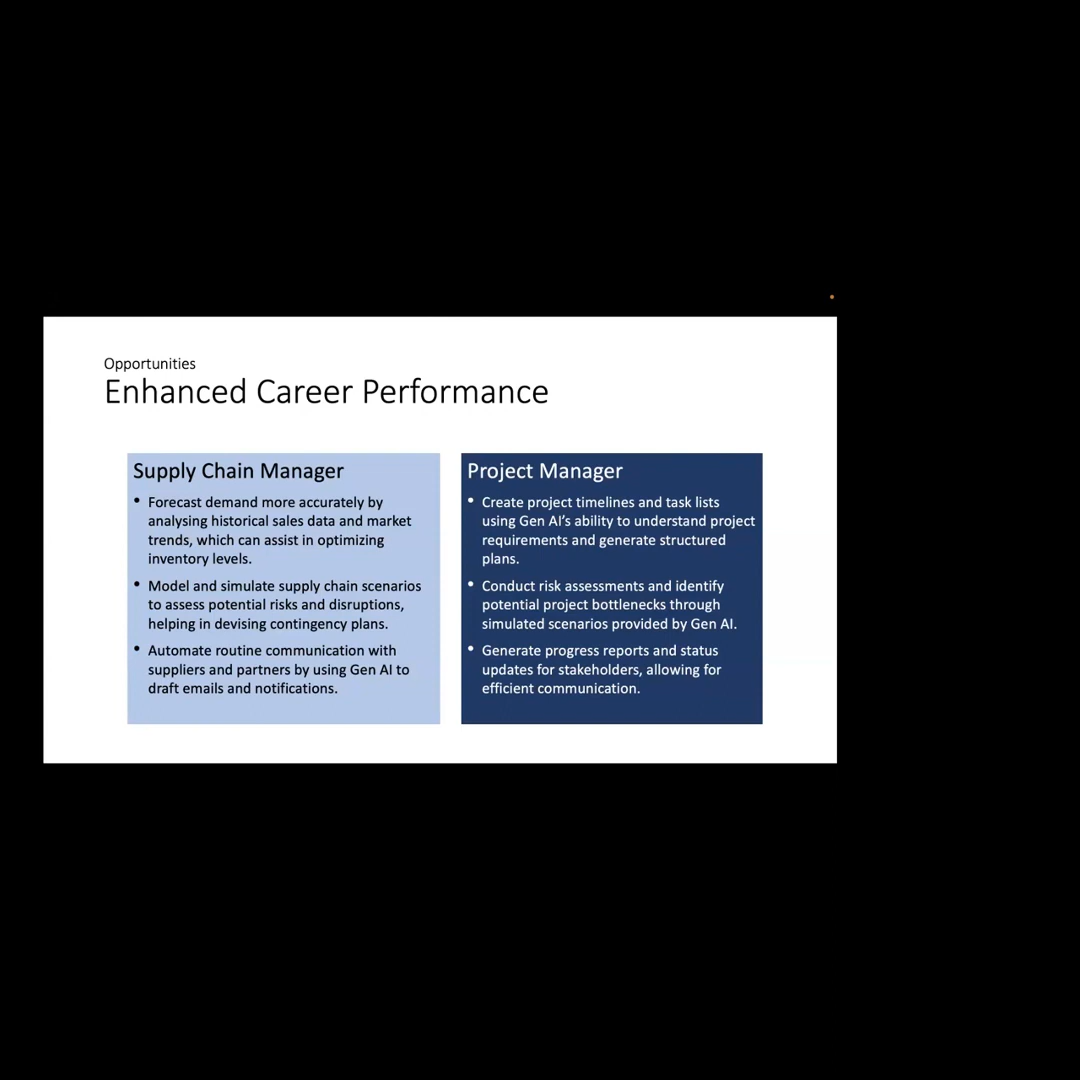 Opportunities
Enhanced Career Performance
Supply Chain Manager
• Forecast demand more accurately by
analysing historical sales data and market
trends, which can assist in optimizing
inventory levels.
• Model and simulate supply chain scenarios
to assess potential risks and disruptions,
helping in devising contingency plans.
• Automate routine communication with
suppliers and partners by using Gen AI to
draft emails and notifications.
Project Manager
• Create project timelines and task lists
using Gen AI’s ability to understand project
requirements and generate structured
plans.
• Conduct risk assessments and identify
potential project bottlenecks through
simulated scenarios provided by Gen AI.
• Generate progress reports and status
updates for stakeholders, allowing for
efficient communication.